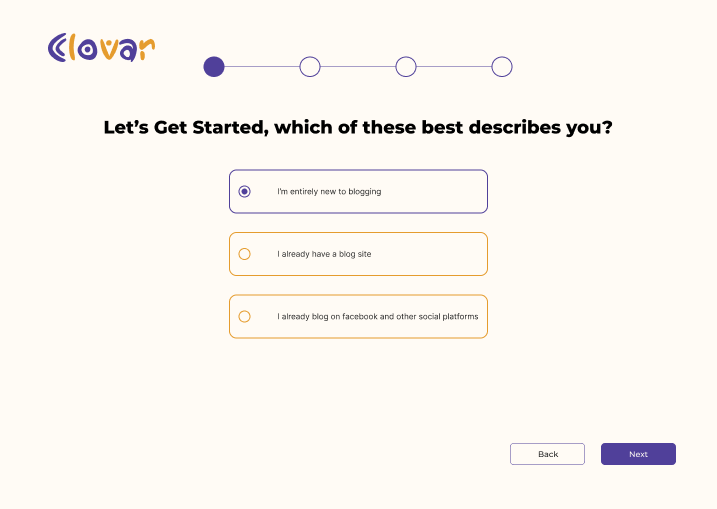 Clovar
Let's Get Started, which of these best describes you?
I'm entirely new to blogging
I already have a blog site
I already blog on facebook and other social platforms
Back
Next